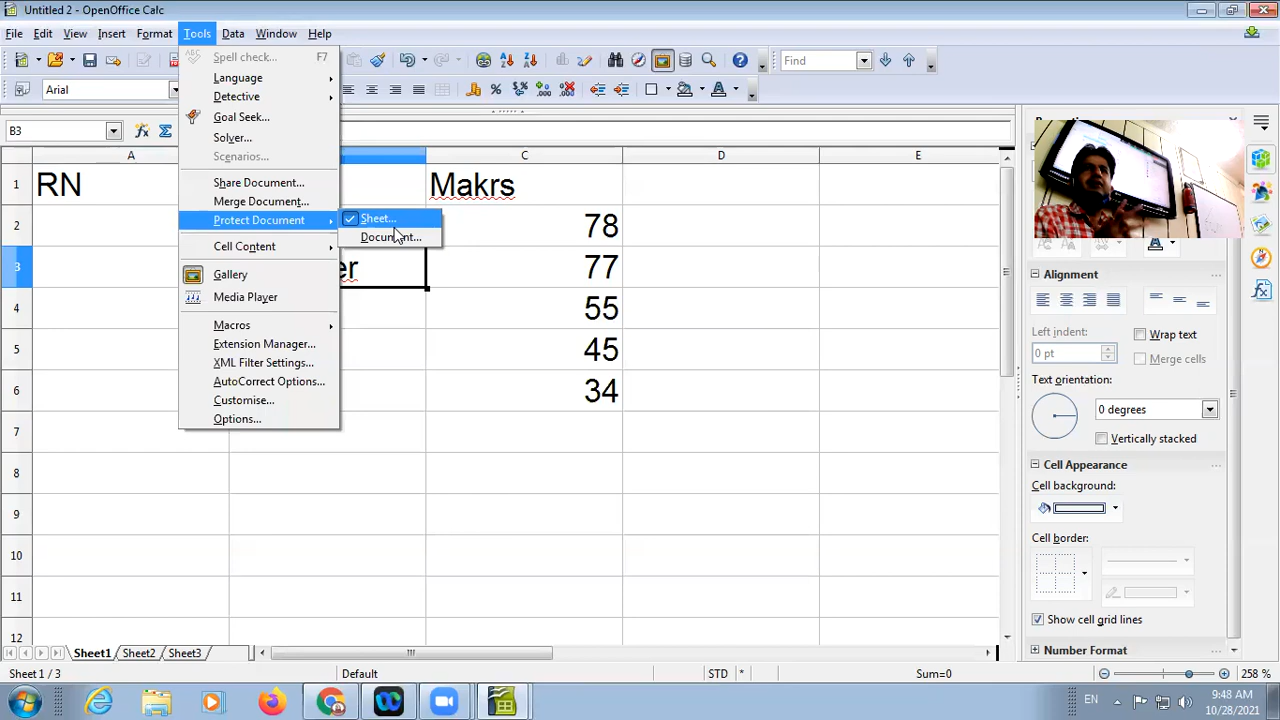 Untitled 2 - OpenOffice Calc
File Edit View Insert Format Tools Data Window Help
Find
Arial
B3
Spell check... F7
Language
Detective
Goal Seek...
Solver...
Scenarios...
Share Document...
Merge Document...
Protect Document
Cell Content
Gallery
Media Player
Macros
Extension Manager...
XML Filter Settings...
AutoCorrect Options...
Customise...
Options...
Sheet...
Document...
A C D E
1 RN Makrs
2 78
3 er 77
4 55
5 45
6 34
7
8
9
10
11
12
Alignment
Left indent:
0 pt
Wrap text
Merge cells
Text orientation:
0 degrees
Vertically stacked
Cell Appearance
Cell background:
Cell border:
Show cell grid lines
Number Format
Sheet1 Sheet2 Sheet3
Sheet 1 / 3 Default STD * Sum=0 258 %
EN
9:48 AM
10/28/2021